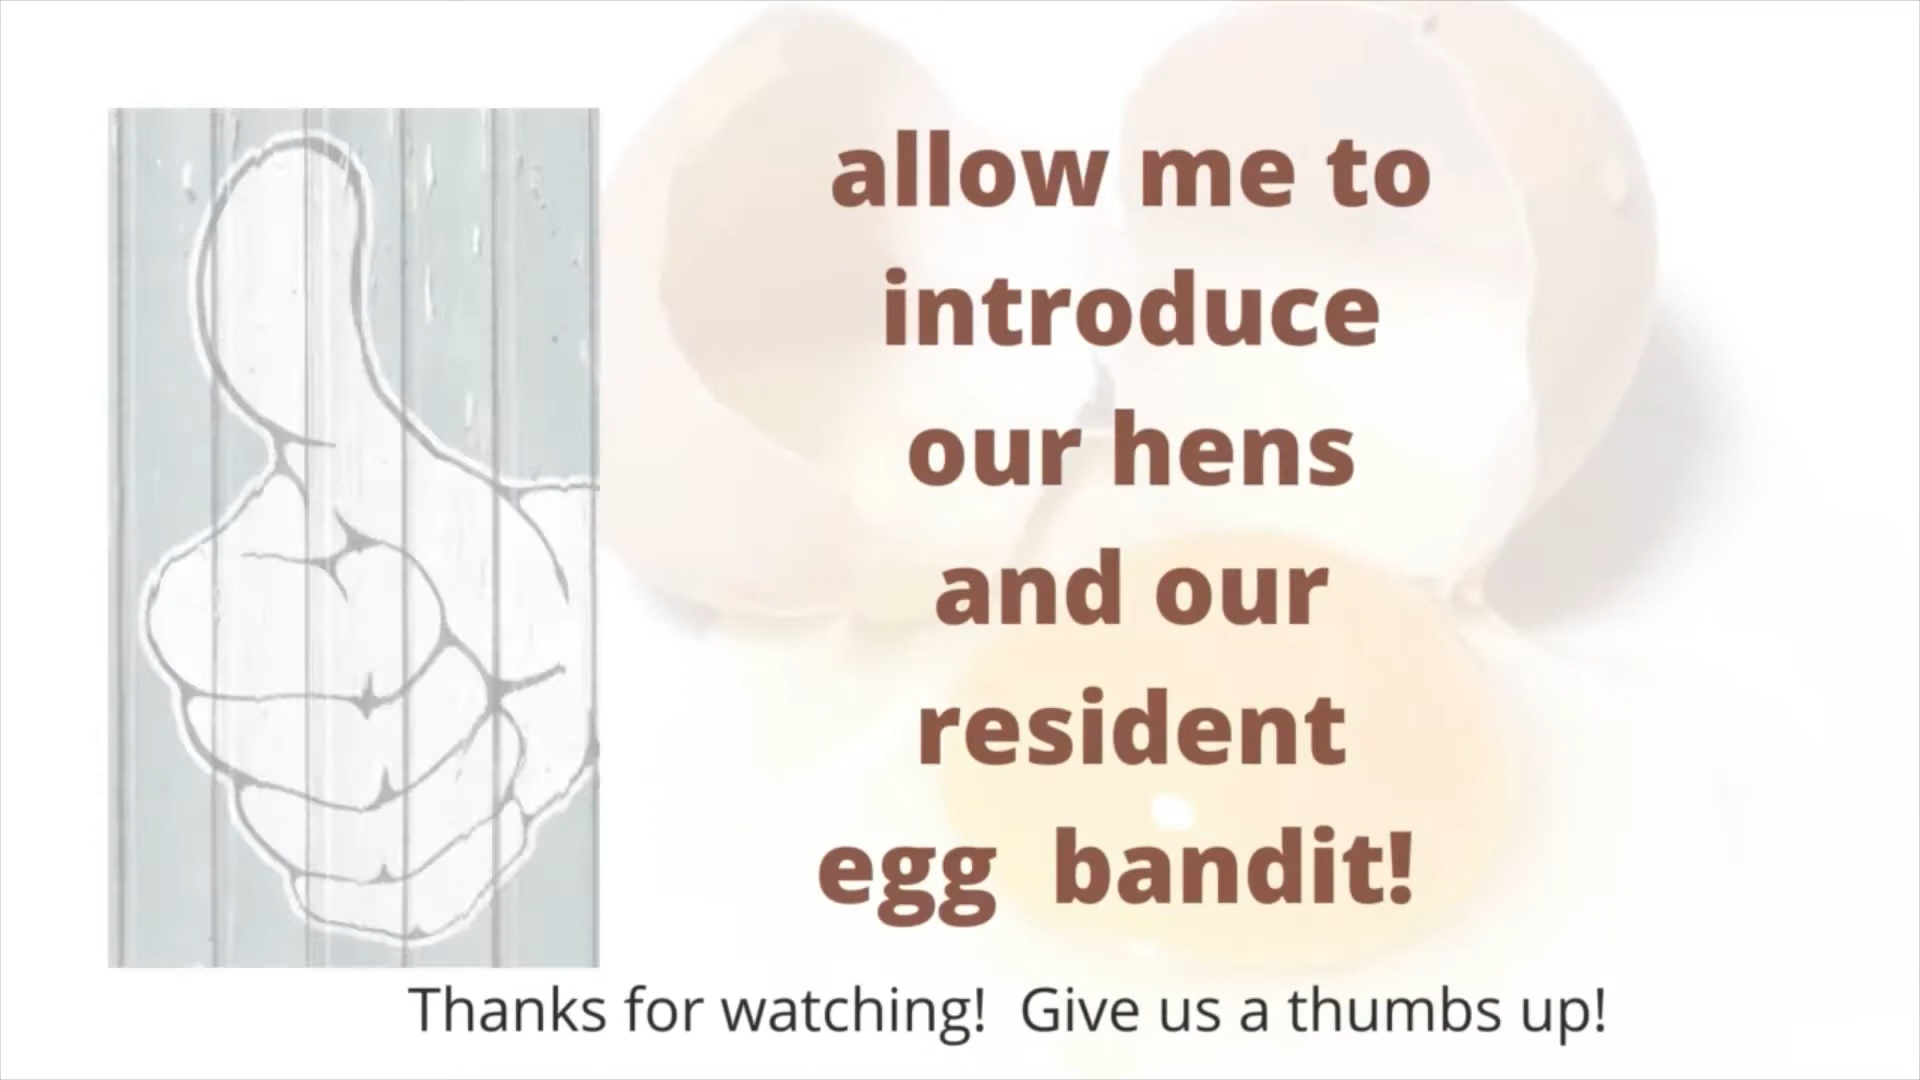 allow me to
introduce
our hens
and our
resident
egg bandit!
Thanks for watching! Give us a thumbs up!